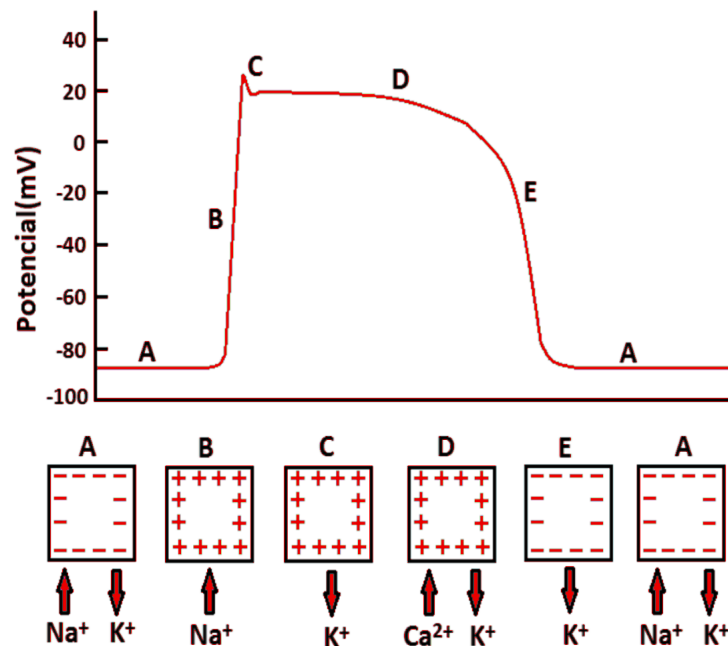 Potencial(mV)
40
20
0
-20
-40
-60
-80
-100
A
B
C
D
E
A
A B C D E A
Na⁺ K⁺ Na⁺ K⁺ Ca²⁺ K⁺ K⁺ Na⁺ K⁺